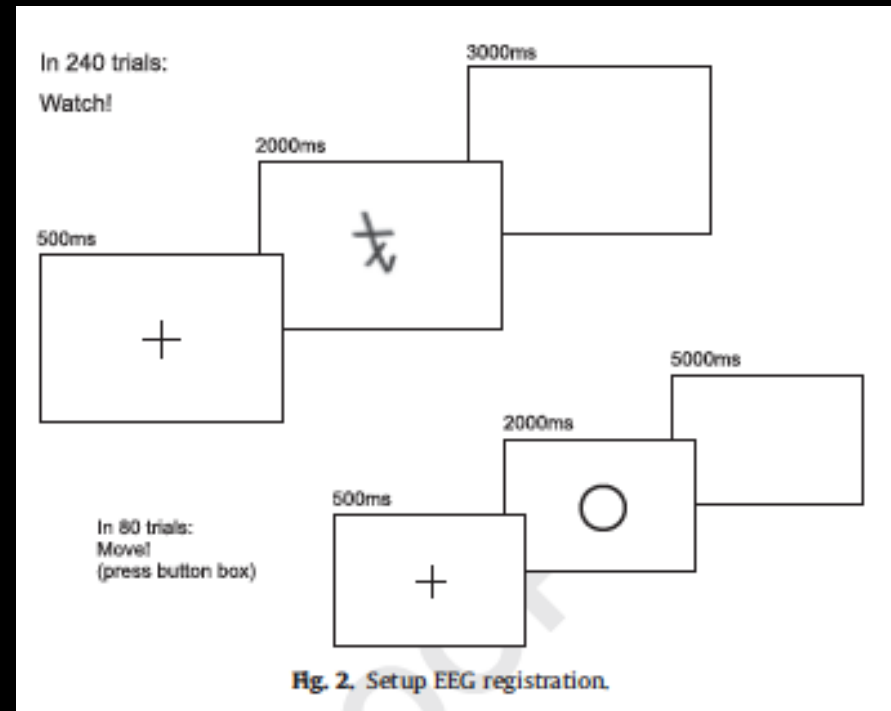 In 240 trials:
Watch!
3000ms
2000ms
500ms
5000ms
2000ms
500ms
In 80 trials:
Move!
(press button box)
Fig. 2. Setup EEG registration.